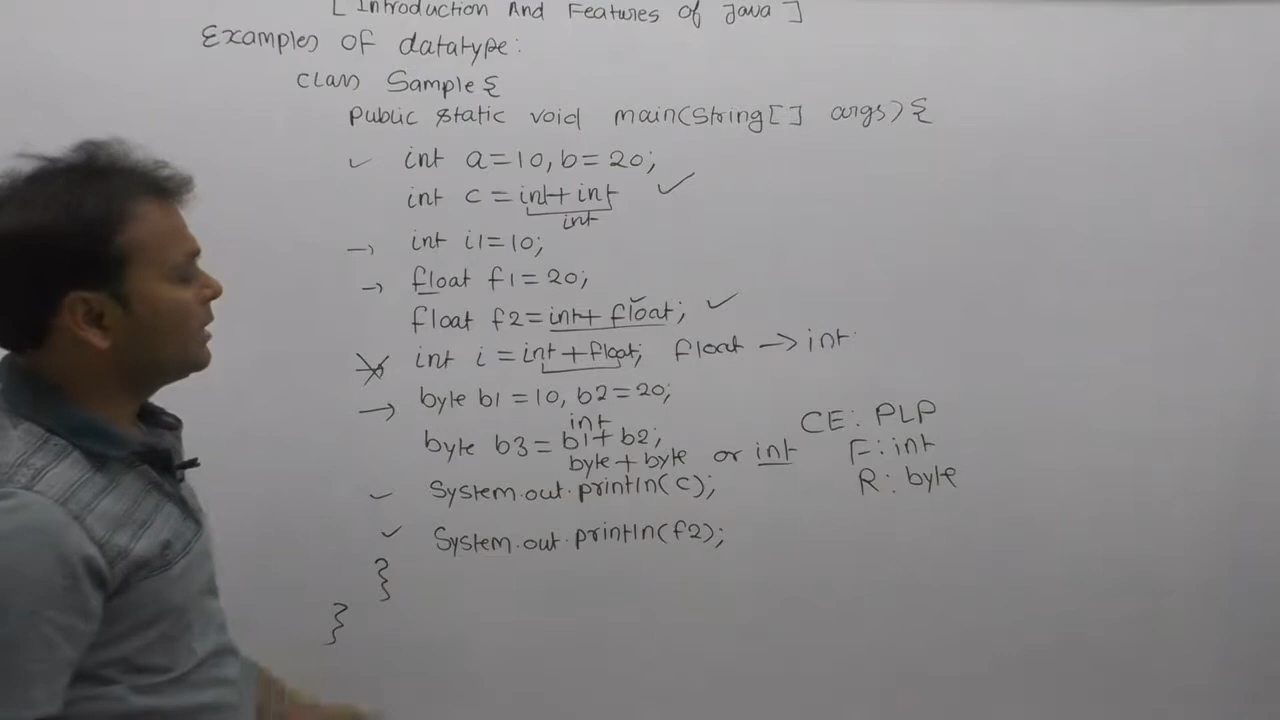 [ Introduction And Features Of Java ]
Examples Of datatype:
class Sample{
public static void main(String[] args){
int a=10,b=20;
int c=int+int
int
int i1=10;
float f1=20;
float f2=int+float;
int i=int+float; float → int
byte b1=10,b2=20;
int
byte b3=b1+b2;
byte+byte or int
CE: PLP
F: int
R: byte
System.out.println(c);
System.out.println(f2);
}
}